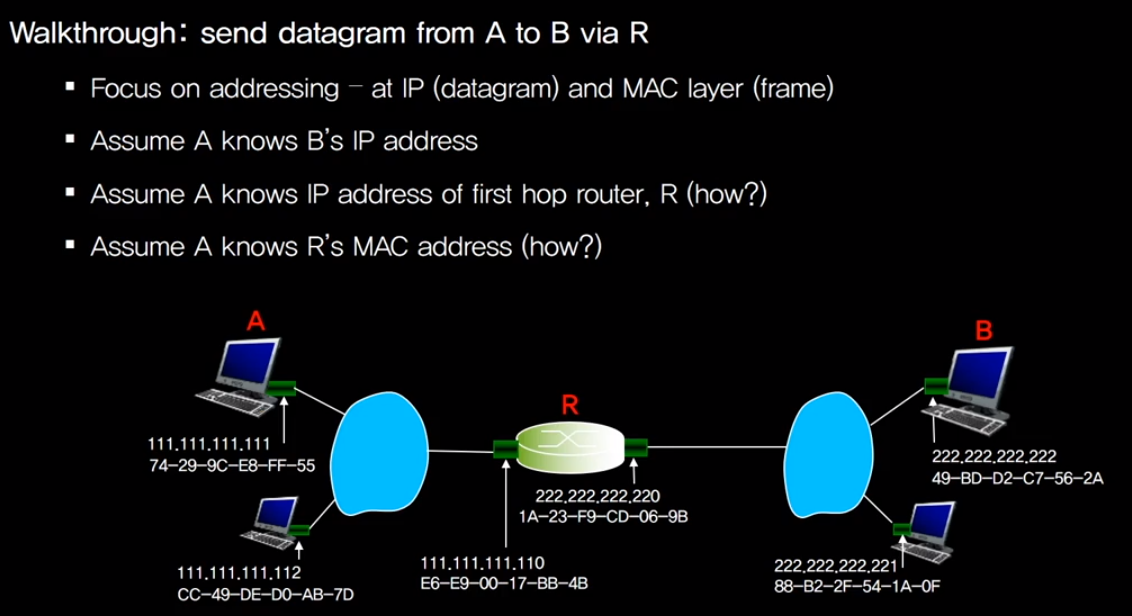 Walkthrough: send datagram from A to B via R
▪ Focus on addressing – at IP (datagram) and MAC layer (frame)
▪ Assume A knows B's IP address
▪ Assume A knows IP address of first hop router, R (how?)
▪ Assume A knows R's MAC address (how?)
A
B
R
111.111.111.111
74-29-9C-E8-FF-55
222.222.222.222
49-BD-D2-C7-56-2A
222.222.222.220
1A-23-F9-CD-06-9B
111.111.111.112
CC-49-DE-D0-AB-7D
111.111.111.110
E6-E9-00-17-BB-4B
222.222.222.221
88-B2-2F-54-1A-0F